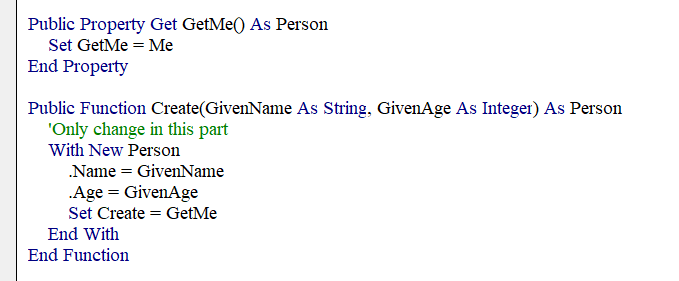 Public Property Get GetMe() As Person
Set GetMe = Me
End Property
Public Function Create(GivenName As String, GivenAge As Integer) As Person
'Only change in this part
With New Person
.Name = GivenName
.Age = GivenAge
Set Create = GetMe
End With
End Function